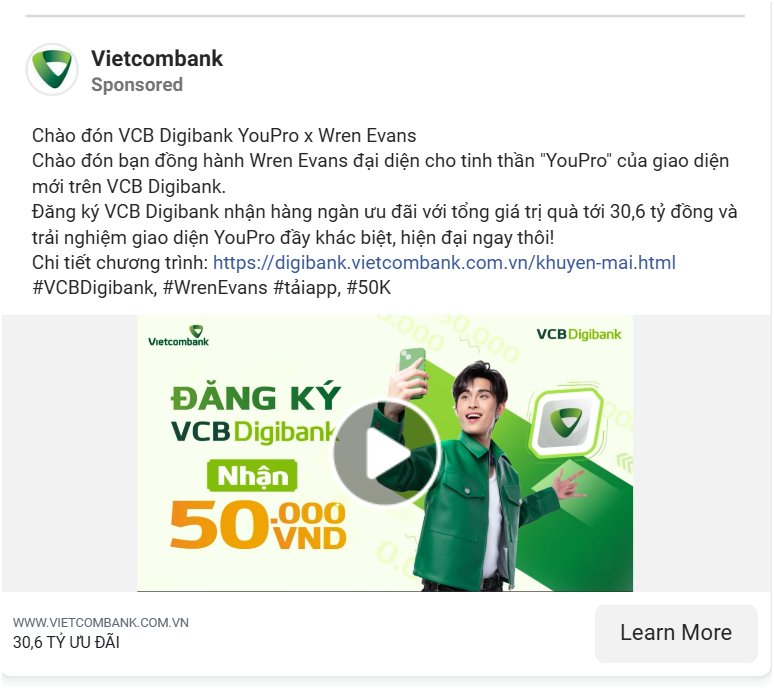 Vietcombank
Sponsored
Chào đón VCB Digibank YouPro x Wren Evans
Chào đón bạn đồng hành Wren Evans đại diện cho tinh thần "YouPro" của giao diện
mới trên VCB Digibank.
Đăng ký VCB Digibank nhận hàng ngàn ưu đãi với tổng giá trị quà tới 30,6 tỷ đồng và
trải nghiệm giao diện YouPro đầy khác biệt, hiện đại ngay thôi!
Chi tiết chương trình: https://digibank.vietcombank.com.vn/khuyen-mai.html
#VCBDigibank, #WrenEvans #tảiapp, #50K
Vietcombank
VCB Digibank
ĐĂNG KÝ
VCB Digibank
Nhận
50.000
VND
WWW.VIETCOMBANK.COM.VN
30,6 TỶ ƯU ĐÃI
Learn More